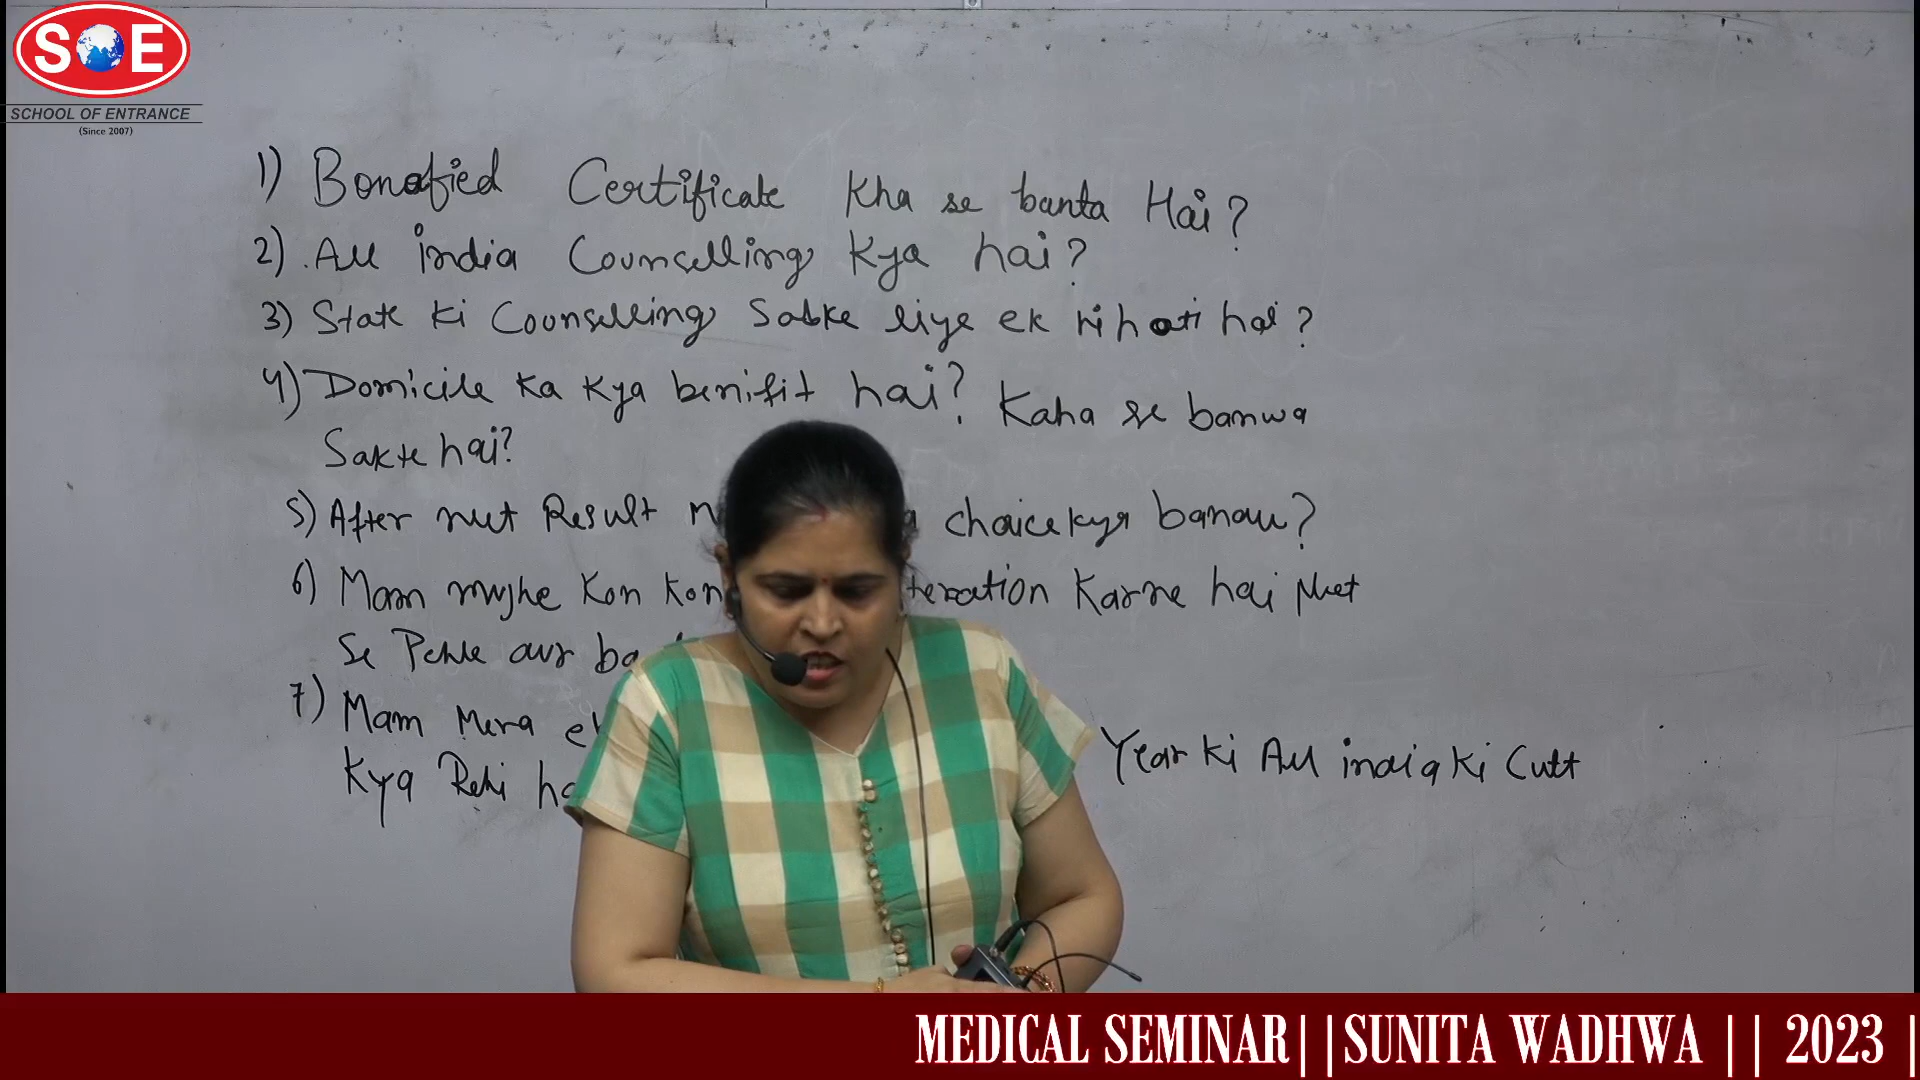 SOE
SCHOOL OF ENTRANCE
(Since 2007)
1) Bonafied Certificate Kha se banta Hai?
2) All india Counselling Kya hai?
3) State ki Counselling Sabke liye ek hi hoti hai?
4) Domicile Ka Kya benifit hai? Kaha se banwa
Sakte hai?
5) After neet Result choice kya banau?
6) Mam mujhe Kon Kon Karne hai Neet
Se Pehle aur
7) Mam Mera
Year ki All india ki Cutt
Kya Rehi
MEDICAL SEMINAR||SUNITA WADHWA || 2023 |